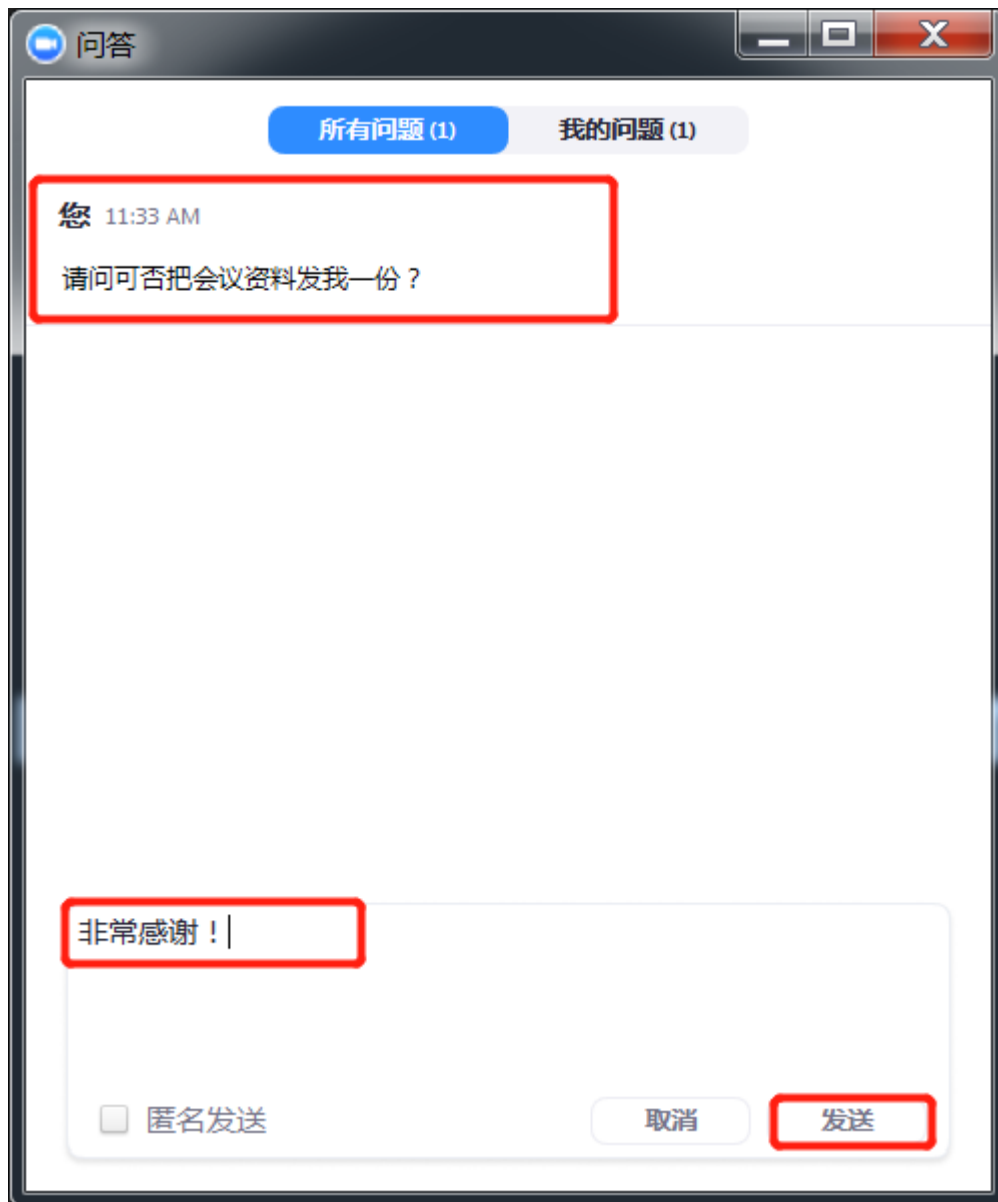 问答
所有问题 (1) 我的问题 (1)
您 11:33 AM
请问可否把会议资料发我一份？
非常感谢！
匿名发送 取消 发送